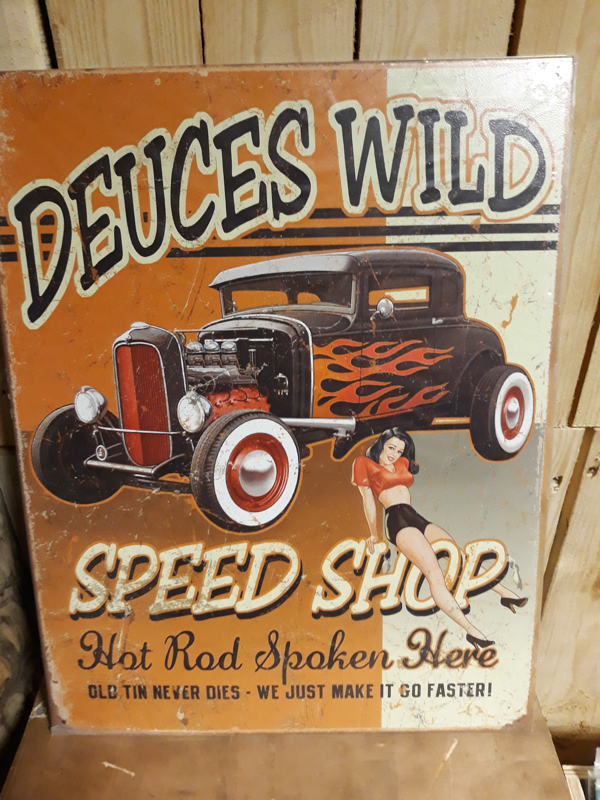 DEUCES WILD
SPEED SHOP
Hot Rod Spoken Here
OLD TIN NEVER DIES - WE JUST MAKE IT GO FASTER!